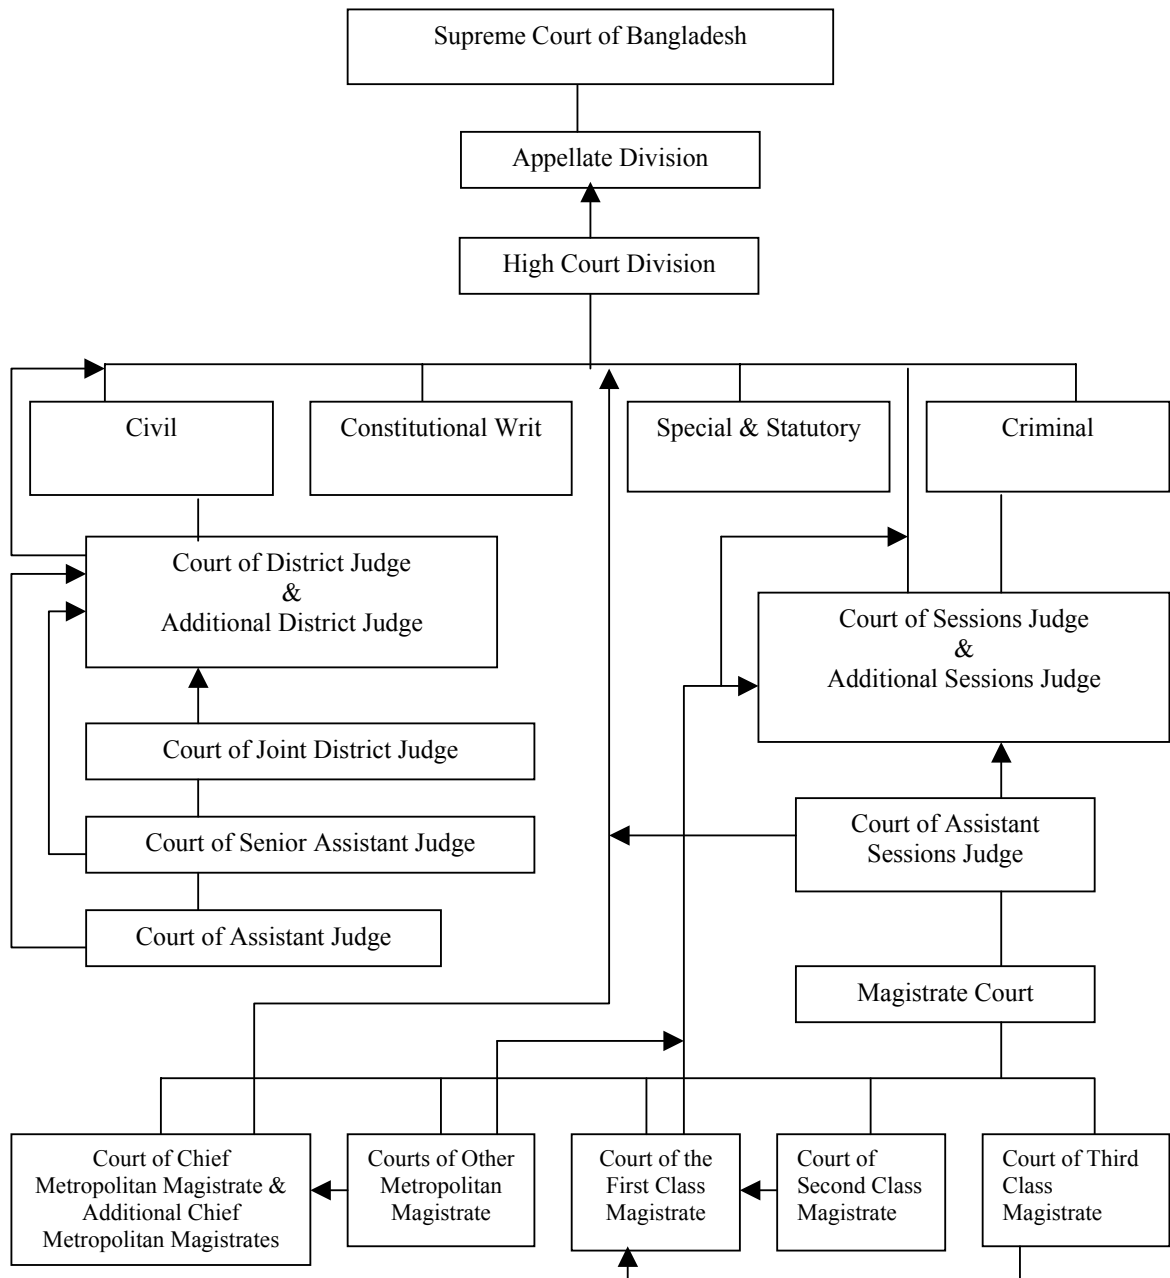 Supreme Court of Bangladesh
Appellate Division
High Court Division
Civil
Constitutional Writ
Special & Statutory
Criminal
Court of District Judge
&
Additional District Judge
Court of Sessions Judge
&
Additional Sessions Judge
Court of Joint District Judge
Court of Assistant
Sessions Judge
Court of Senior Assistant Judge
Court of Assistant Judge
Magistrate Court
Court of Chief
Metropolitan Magistrate &
Additional Chief
Metropolitan Magistrates
Courts of Other
Metropolitan
Magistrate
Court of the
First Class
Magistrate
Court of
Second Class
Magistrate
Court of Third
Class
Magistrate